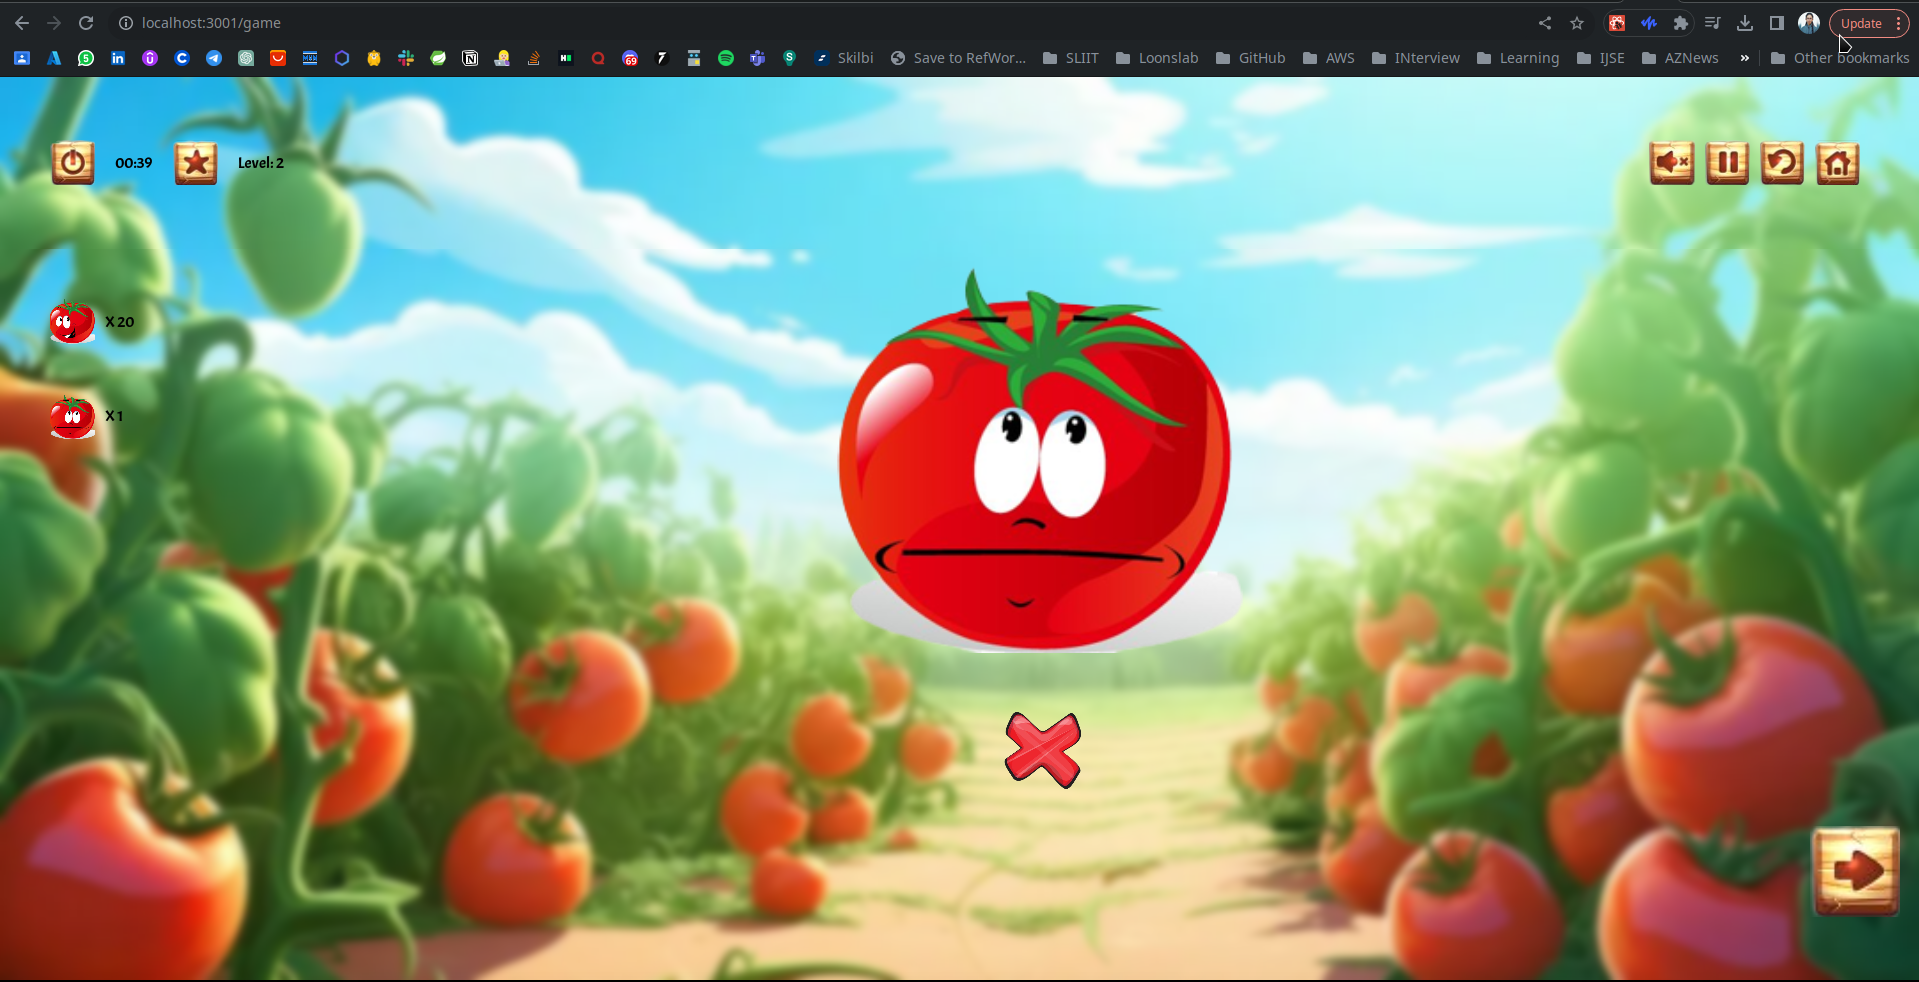 localhost:3001/game
Update
Skilbi
Save to RefWor...
SLIIT
Loonslab
GitHub
AWS
INterview
Learning
IJSE
AZNews
»
Other bookmarks
00:39
Level: 2
X 20
X 1